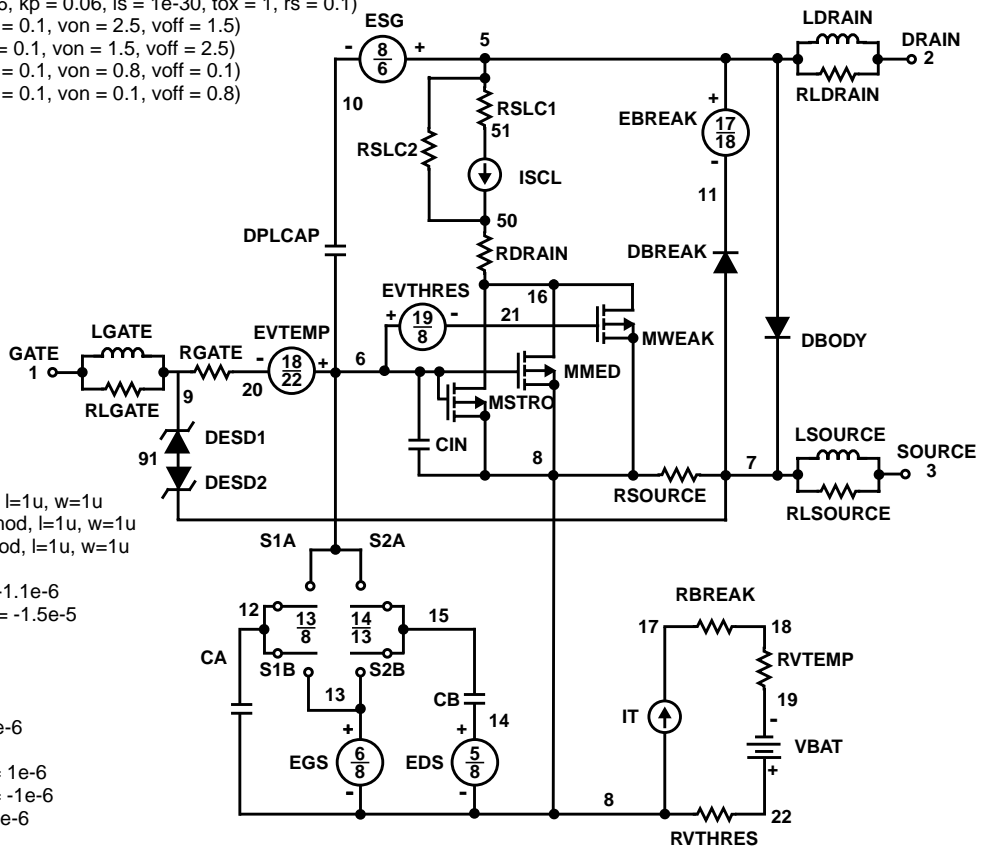 5, kp = 0.06, is = 1e-30, tox = 1, rs = 0.1)
= 0.1, von = 2.5, voff = 1.5)
= 0.1, von = 1.5, voff = 2.5)
= 0.1, von = 0.8, voff = 0.1)
= 0.1, von = 0.1, voff = 0.8)
ESG
- 8/6 +
5
LDRAIN
DRAIN
2
RLDRAIN
10
RSLC1
51
RSLC2
ISCL
50
EBREAK
+ 17/18 -
11
DPLCAP
RDRAIN
DBREAK
16
EVTHRES
+ 19/8 -
21
MWEAK
DBODY
LGATE
GATE
1
RLGATE
RGATE
9
EVTEMP
- 18/22 +
20
6
MMED
MSTRO
CIN
DESD1
91
DESD2
8
RSOURCE
7
LSOURCE
SOURCE
3
RLSOURCE
l=1u, w=1u
nod, l=1u, w=1u
od, l=1u, w=1u
-1.1e-6
= -1.5e-5
S1A
S2A
12
13/8
14/13
15
S1B
S2B
CA
13
CB
14
EGS
+ 6/8 -
EDS
+ 5/8 -
8
RBREAK
17
18
RVTEMP
19
IT
-
VBAT
+
22
RVTHRES
e-6
= 1e-6
= -1e-6
e-6